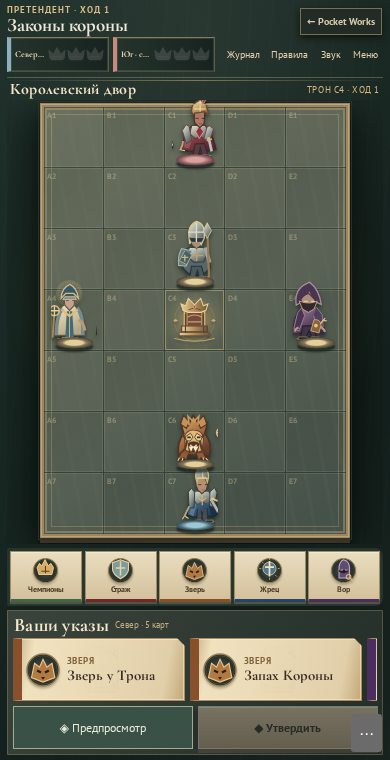 ПРЕТЕНДЕНТ · ХОД 1
Законы короны
← Pocket Works
Север…
Юг · с…
Журнал Правила Звук Меню
Королевский двор
ТРОН C4 · ХОД 1
A1 B1 C1 D1 E1
A2 B2 C2 D2 E2
A3 B3 C3 D3 E3
A4 B4 C4 D4
A5 B5 C5 D5 E5
A6 B6 C6 D6 E6
A7 B7 C7 D7 E7
Чемпионы Страж Зверь Жрец Вор
Ваши указы Север · 5 карт
ЗВЕРЯ
Зверь у Трона
ЗВЕРЯ
Запах Короны
◈ Предпросмотр
◆ Утвердить
…